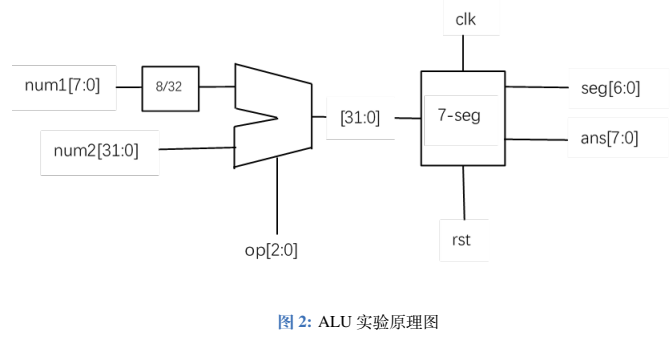 clk
num1[7:0]
8/32
seg[6:0]
[31:0]
7-seg
ans[7:0]
num2[31:0]
op[2:0]
rst
图 2: ALU 实验原理图